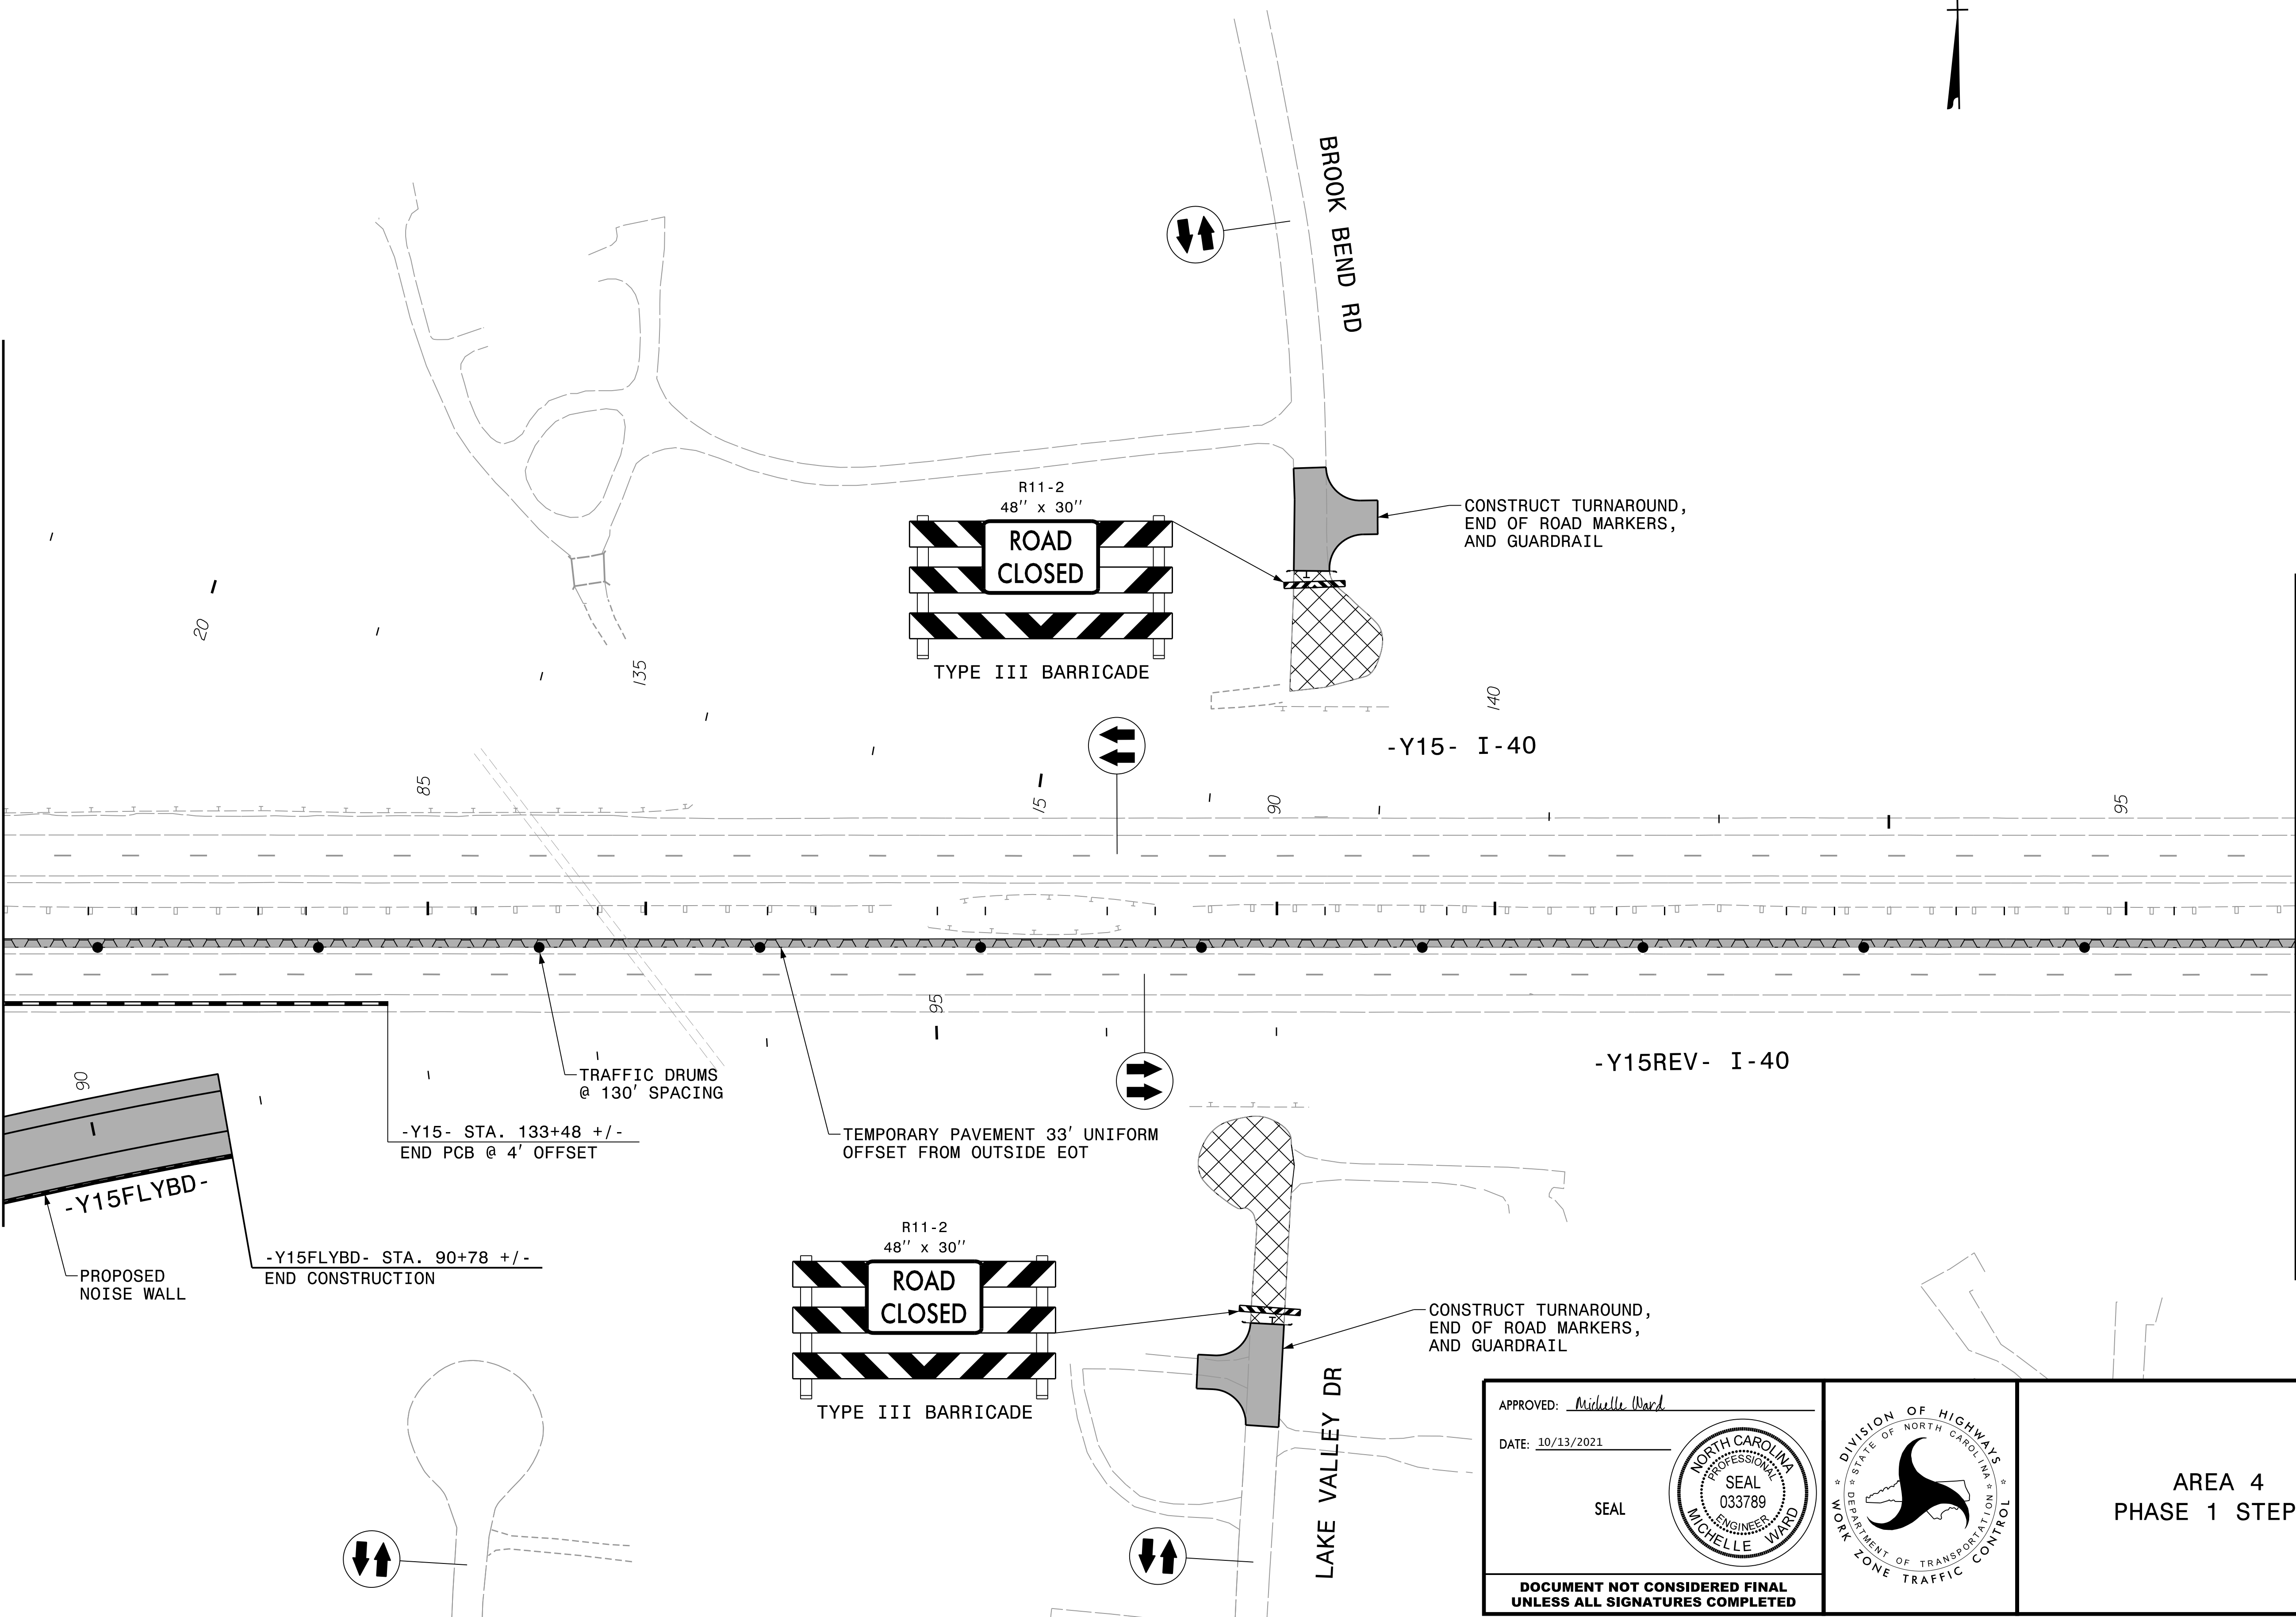 BROOK BEND RD
R11-2
48'' x 30''
ROAD
CLOSED
TYPE III BARRICADE
CONSTRUCT TURNAROUND,
END OF ROAD MARKERS,
AND GUARDRAIL
20
135
140
-Y15- I-40
85
15
90
95
95
-Y15REV- I-40
90
TRAFFIC DRUMS
@ 130' SPACING
-Y15- STA. 133+48 +/-
END PCB @ 4' OFFSET
TEMPORARY PAVEMENT 33' UNIFORM
OFFSET FROM OUTSIDE EOT
-Y15FLYBD-
-Y15FLYBD- STA. 90+78 +/-
END CONSTRUCTION
PROPOSED
NOISE WALL
R11-2
48'' x 30''
ROAD
CLOSED
TYPE III BARRICADE
CONSTRUCT TURNAROUND,
END OF ROAD MARKERS,
AND GUARDRAIL
LAKE VALLEY DR
APPROVED: Michelle Ward
DATE: 10/13/2021
SEAL
NORTH CAROLINA
PROFESSIONAL
SEAL
033789
ENGINEER
MICHELLE WARD
DOCUMENT NOT CONSIDERED FINAL
UNLESS ALL SIGNATURES COMPLETED
DIVISION OF HIGHWAYS
STATE OF NORTH CAROLINA
DEPARTMENT OF TRANSPORTATION
WORK ZONE TRAFFIC CONTROL
AREA 4
PHASE 1 STEP